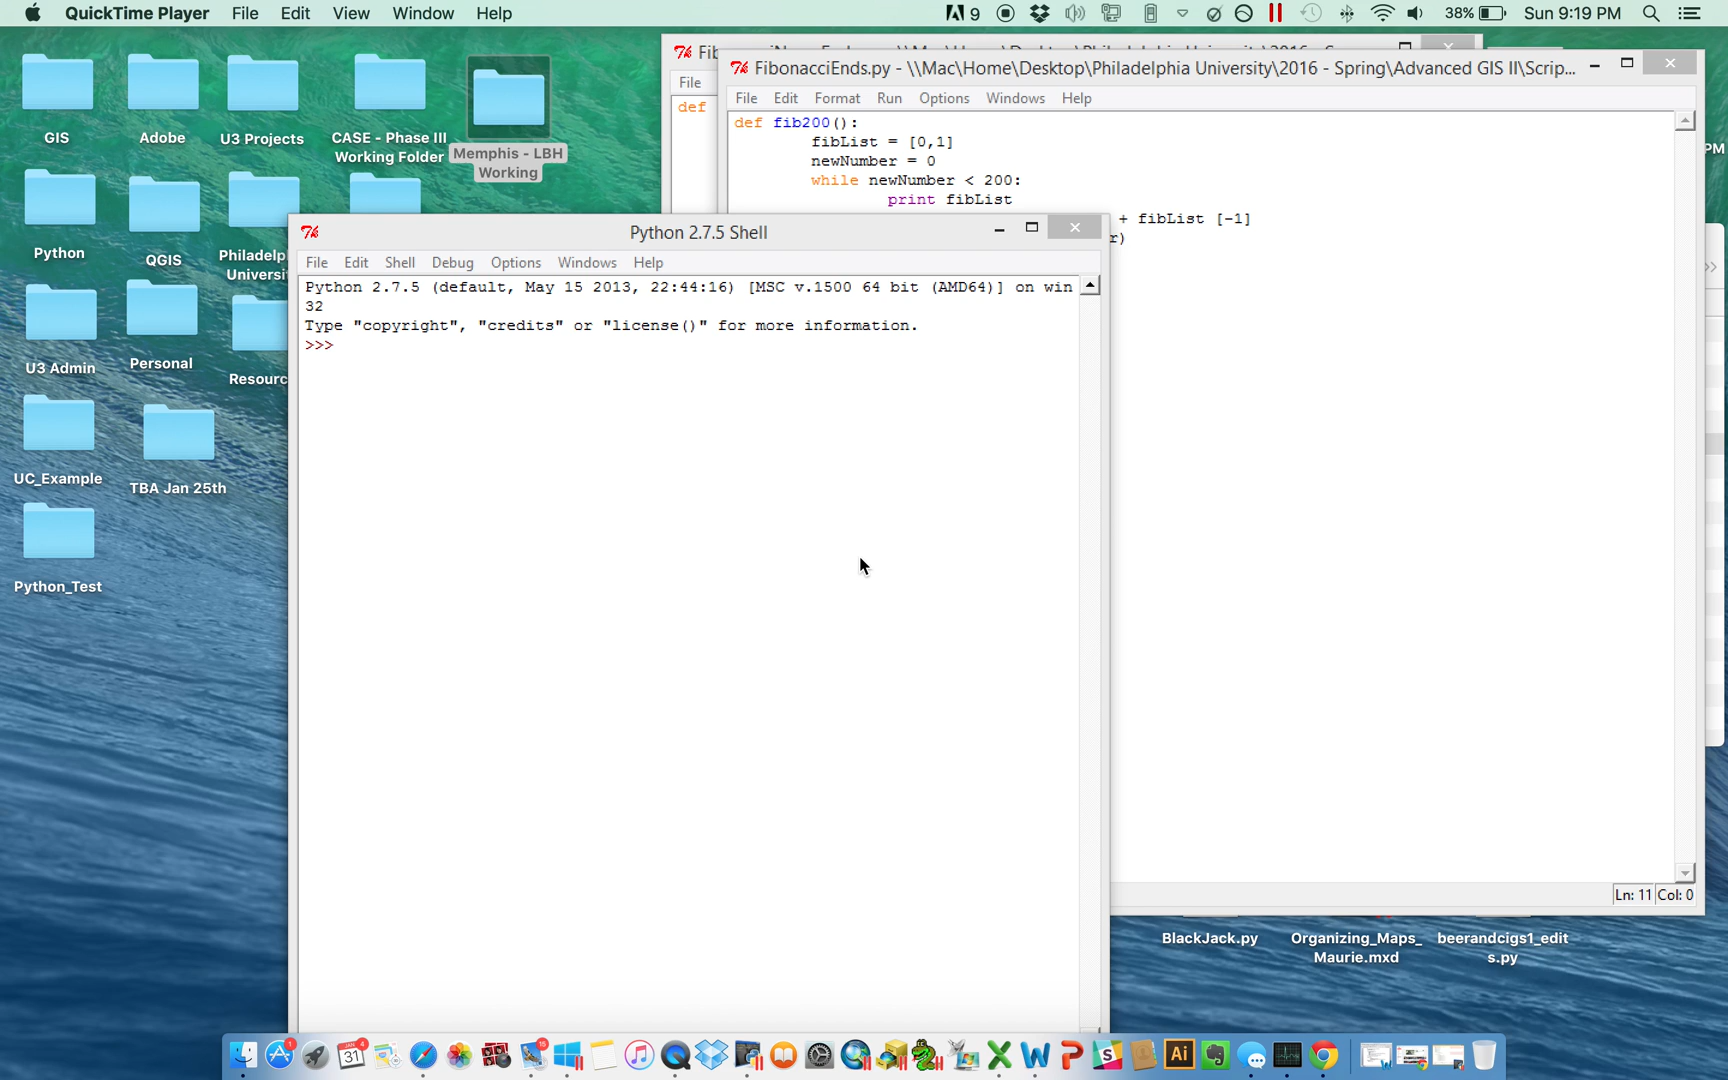 QuickTime Player File Edit View Window Help
9 38% Sun 9:19 PM
GIS
Adobe
U3 Projects
CASE - Phase III
Working Folder
Memphis - LBH
Working
Python
QGIS
U3 Admin
Personal
UC_Example
TBA Jan 25th
Python_Test
File
def
FibonacciEnds.py - \\Mac\Home\Desktop\Philadelphia University\2016 - Spring\Advanced GIS II\Scrip...
File Edit Format Run Options Windows Help
def fib200():
fibList = [0,1]
newNumber = 0
while newNumber < 200:
print fibList
+ fibList [-1]
r)
Ln: 11 Col: 0
Python 2.7.5 Shell
File Edit Shell Debug Options Windows Help
Python 2.7.5 (default, May 15 2013, 22:44:16) [MSC v.1500 64 bit (AMD64)] on win
32
Type "copyright", "credits" or "license()" for more information.
>>>
PM
BlackJack.py
Organizing_Maps_
Maurie.mxd
beerandcigs1_edit
s.py
JAN
31